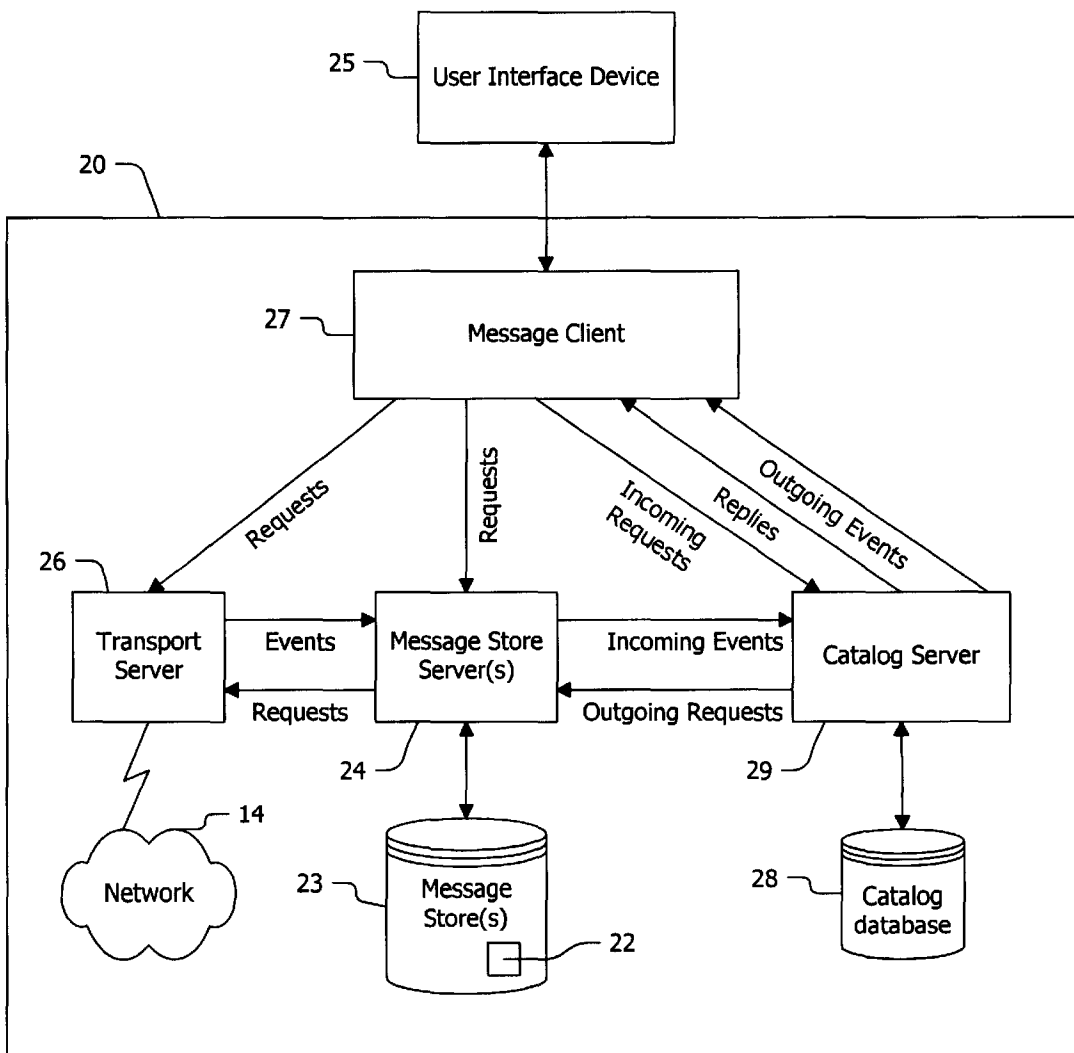 25
User Interface Device
20
27
Message Client
Requests
Requests
Incoming
Requests
Replies
Outgoing Events
26
Transport
Server
Events
Requests
Message Store
Server(s)
Incoming Events
Outgoing Requests
Catalog Server
24
29
14
Network
23
Message
Store(s)
22
28
Catalog
database